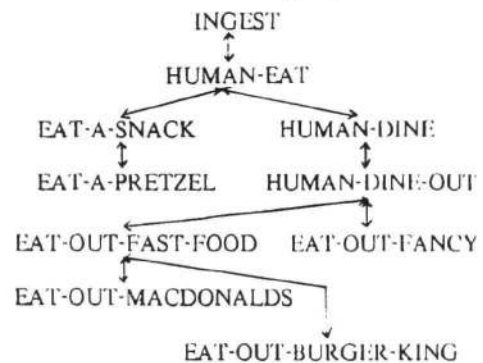 INGEST
HUMAN-EAT
EAT-A-SNACK HUMAN-DINE
EAT-A-PRETZEL HUMAN-DINE-OUT
EAT-OUT-FAST-FOOD EAT-OUT-FANCY
EAT-OUT-MACDONALDS
EAT-OUT-BURGER-KING